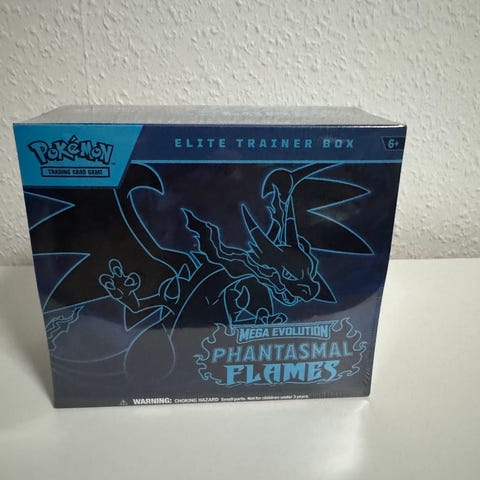 POKéMON
TRADING CARD GAME
ELITE TRAINER BOX
6+
MEGA EVOLUTION
PHANTASMAL
FLAMES
WARNING: CHOKING HAZARD Small parts. Not for children under 3 years.